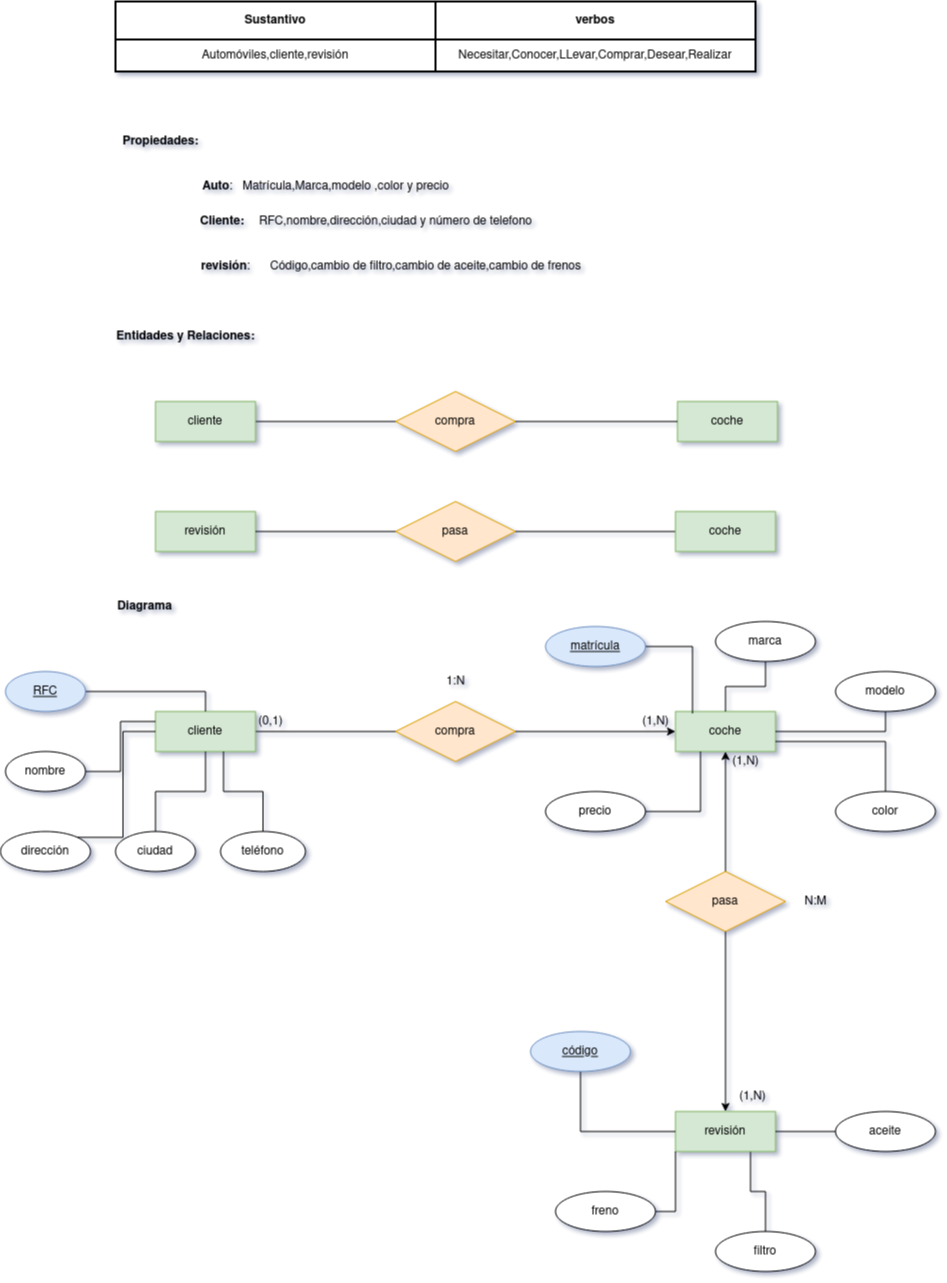 Sustantivo verbos
Automóviles,cliente,revisión Necesitar,Conocer,LLevar,Comprar,Desear,Realizar
Propiedades:
Auto: Matrícula,Marca,modelo ,color y precio
Cliente: RFC,nombre,dirección,ciudad y número de telefono
revisión: Código,cambio de filtro,cambio de aceite,cambio de frenos
Entidades y Relaciones:
cliente compra coche
revisión pasa coche
Diagrama
matrícula
marca
RFC
1:N
modelo
cliente
(0,1)
compra
(1,N)
coche
(1,N)
nombre
precio
color
dirección
ciudad
teléfono
pasa
N:M
código
(1,N)
revisión
aceite
freno
filtro